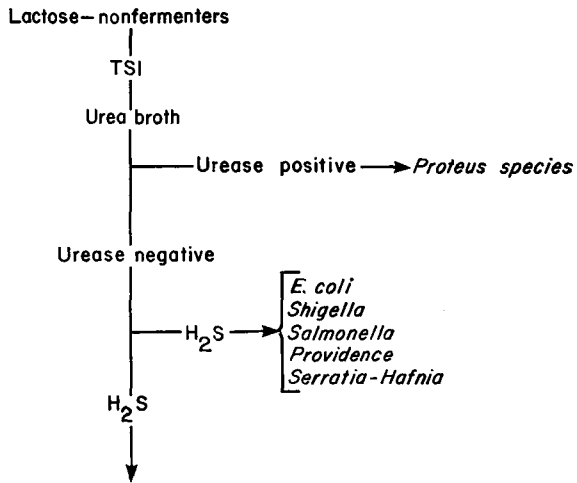 Lactose-nonfermenters
TSI
Urea broth
Urease positive
Proteus species
Urease negative
E. coli
Shigella
H2S
Salmonella
Providence
Serratia-Hafnia
H2S